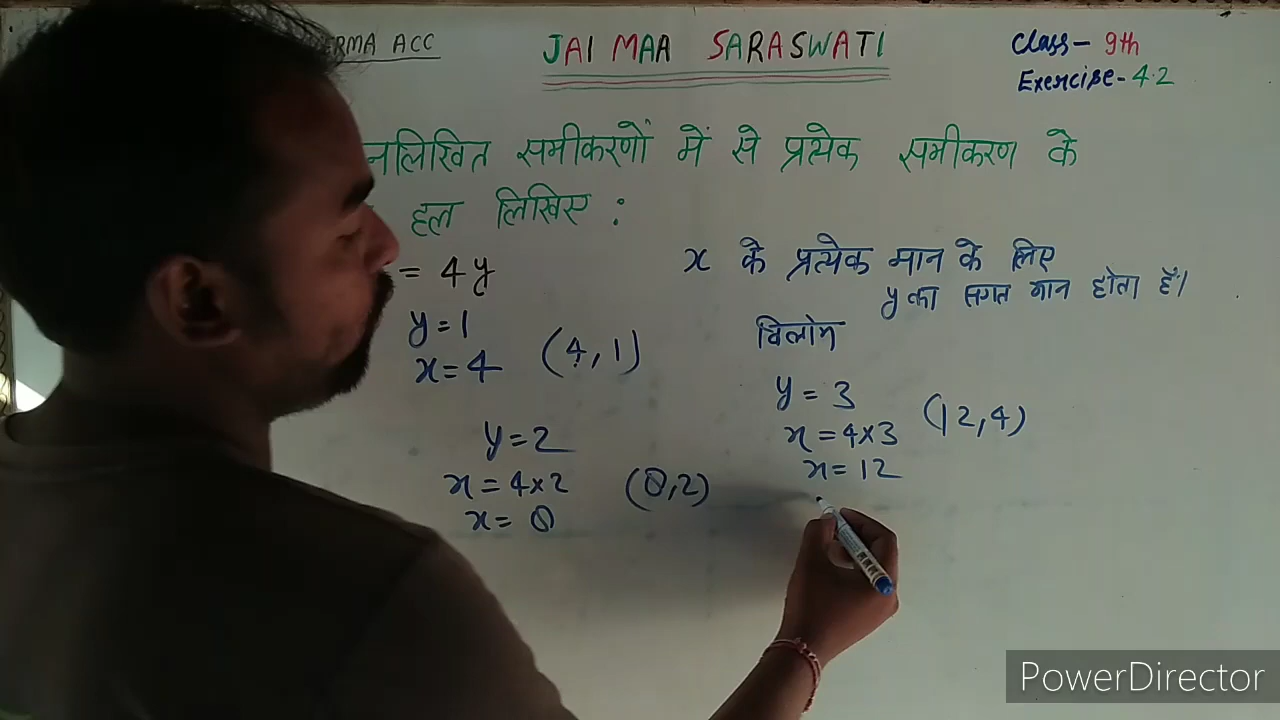 RMA ACC
JAI MAA SARASWATI
Class- 9th
Exercise-4.2
नलिखित समीकरणों में से प्रत्येक समीकरण के
हल लिखिए :
= 4y
y=1
x=4 (4,1)
y=2
x=4×2 (8,2)
x= 8
x के प्रत्येक मान के लिए
y का सगत मान होता है।
विलोम
y = 3
x = 4×3 (12,4)
x = 12
PowerDirector